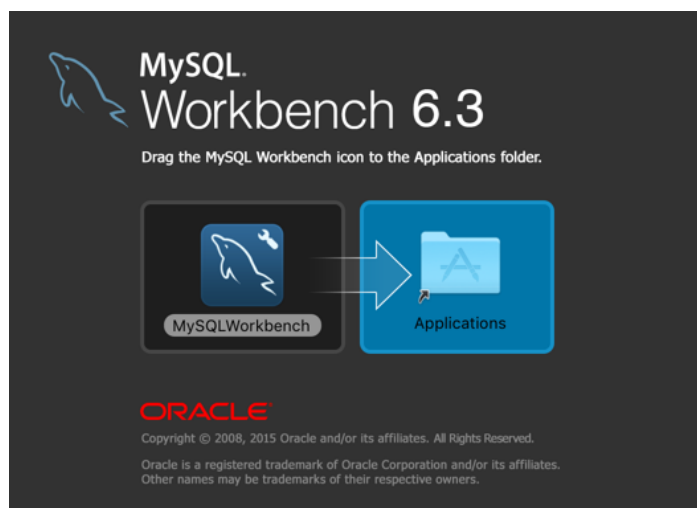 MySQL.
Workbench 6.3
Drag the MySQL Workbench icon to the Applications folder.
MySQLWorkbench
Applications
ORACLE
Copyright © 2008, 2015 Oracle and/or its affiliates. All Rights Reserved.
Oracle is a registered trademark of Oracle Corporation and/or its affiliates.
Other names may be trademarks of their respective owners.